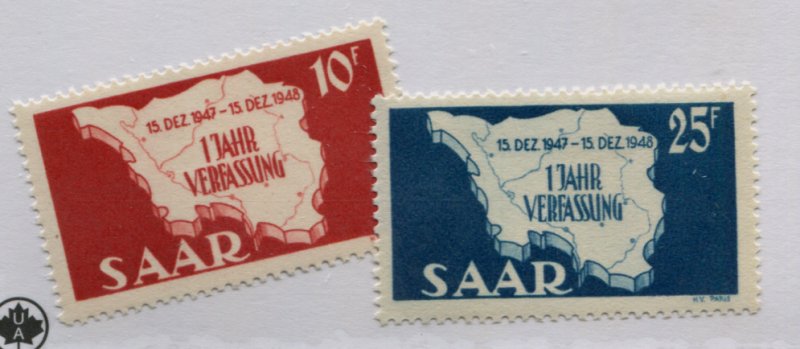 10F
15. DEZ. 1947 – 15. DEZ. 1948
1 JAHR
VERFASSUNG
SAAR
25F
15. DEZ. 1947 – 15. DEZ. 1948
1 JAHR
VERFASSUNG
SAAR
H.V. PARIS
U
A